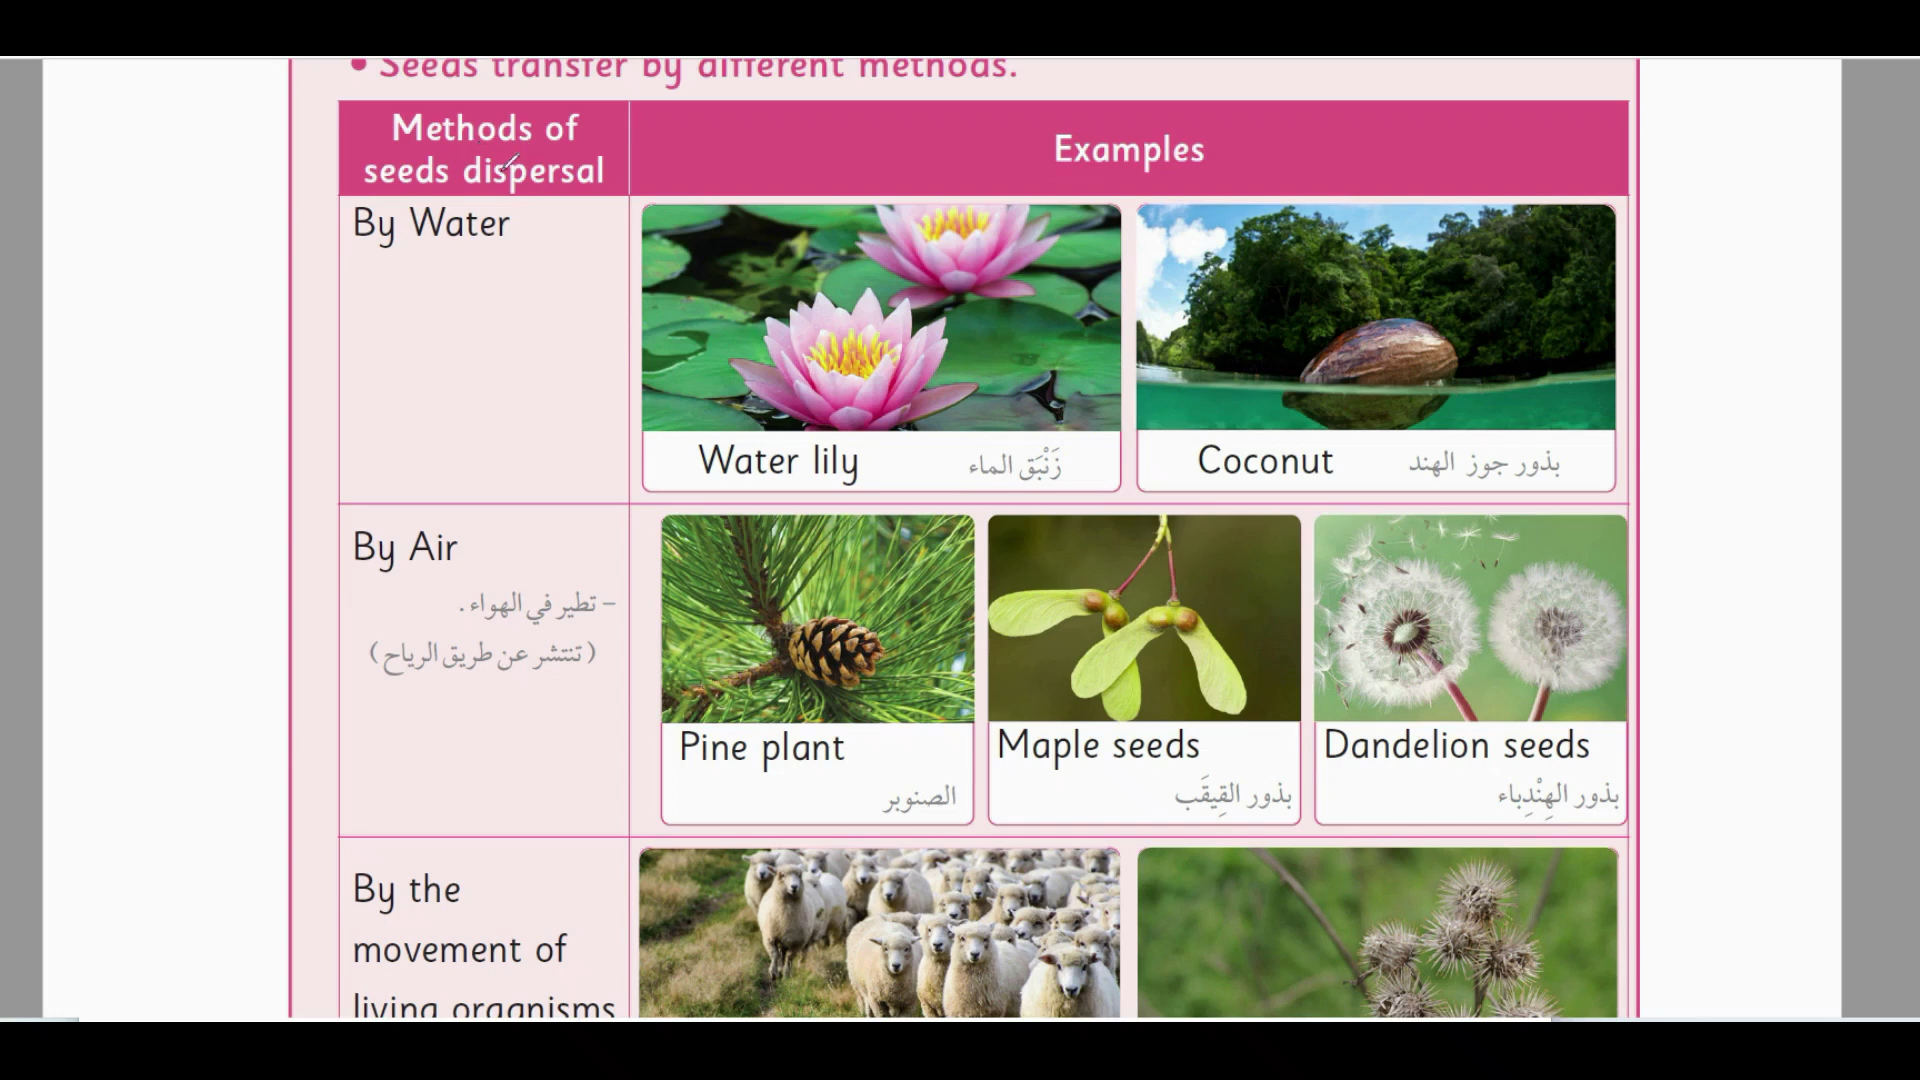 • Seeds transfer by different methods.
Methods of
seeds dispersal
Examples
By Water
Water lily
زَنْبَق الماء
Coconut
بذور جوز الهند
By Air
– تطير في الهواء .
( تنتشر عن طريق الرياح )
Pine plant
الصنوبر
Maple seeds
بذور القِيقَب
Dandelion seeds
بذور الهِنْدِباء
By the
movement of
living organisms